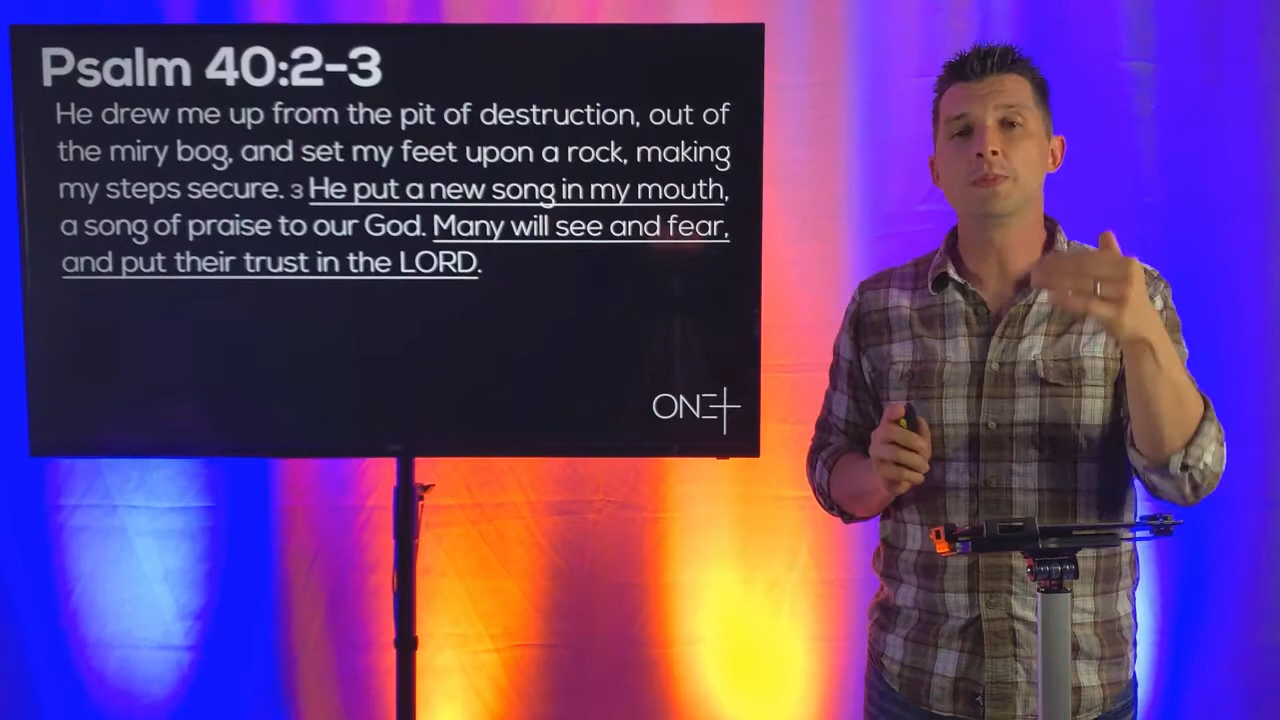 Psalm 40:2-3
He drew me up from the pit of destruction, out of
the miry bog, and set my feet upon a rock, making
my steps secure. 3 He put a new song in my mouth,
a song of praise to our God. Many will see and fear,
and put their trust in the LORD.
ONE